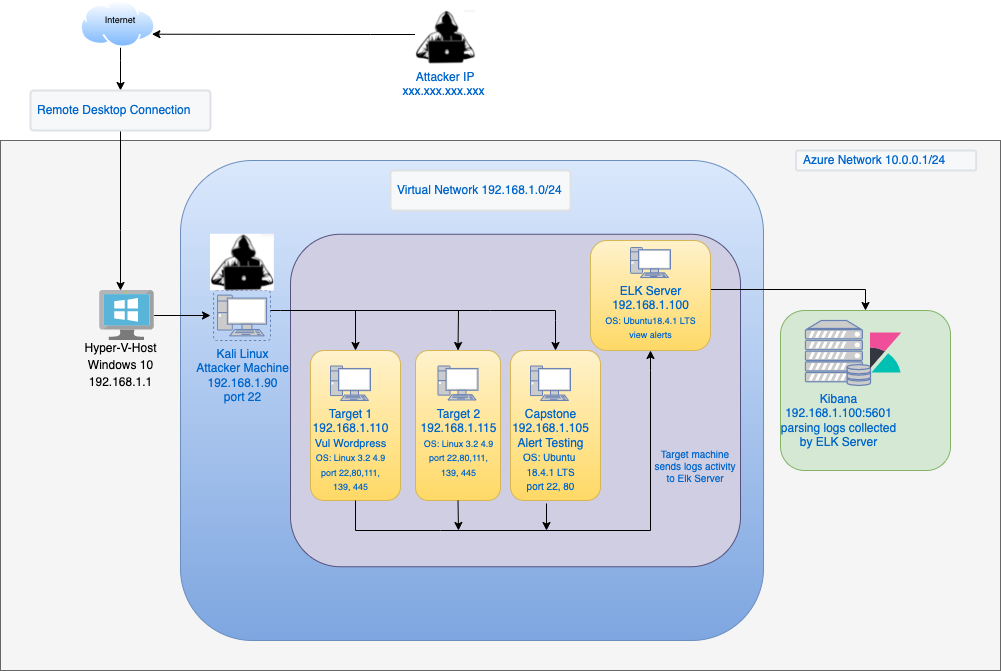 Internet
Attacker IP
xxx.xxx.xxx.xxx
Remote Desktop Connection
Azure Network 10.0.0.1/24
Virtual Network 192.168.1.0/24
Hyper-V-Host
Windows 10
192.168.1.1
Kali Linux
Attacker Machine
192.168.1.90
port 22
Target 1
192.168.1.110
Vul Wordpress
OS: Linux 3.2 4.9
port 22,80,111,
139, 445
Target 2
192.168.1.115
OS: Linux 3.2 4.9
port 22,80,111,
139, 445
Capstone
192.168.1.105
Alert Testing
OS: Ubuntu
18.4.1 LTS
port 22, 80
ELK Server
192.168.1.100
OS: Ubuntu18.4.1 LTS
view alerts
Target machine
sends logs activity
to Elk Server
Kibana
192.168.1.100:5601
parsing logs collected
by ELK Server